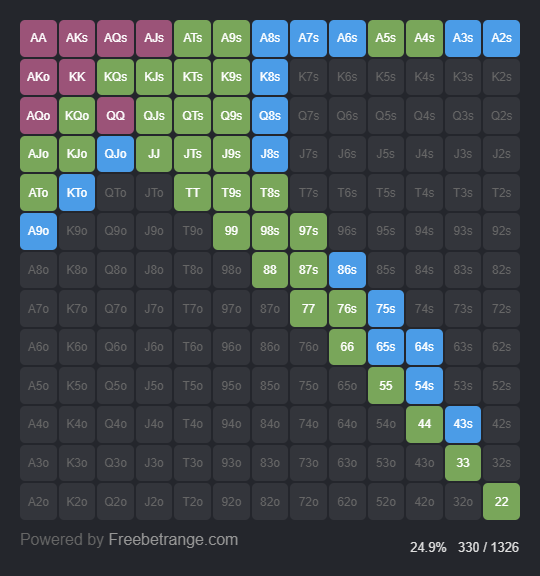 AA AKs AQs AJs ATs A9s A8s A7s A6s A5s A4s A3s A2s
AKo KK KQs KJs KTs K9s K8s K7s K6s K5s K4s K3s K2s
AQo KQo QQ QJs QTs Q9s Q8s Q7s Q6s Q5s Q4s Q3s Q2s
AJo KJo QJo JJ JTs J9s J8s J7s J6s J5s J4s J3s J2s
ATo KTo QTo JTo TT T9s T8s T7s T6s T5s T4s T3s T2s
A9o K9o Q9o J9o T9o 99 98s 97s 96s 95s 94s 93s 92s
A8o K8o Q8o J8o T8o 98o 88 87s 86s 85s 84s 83s 82s
A7o K7o Q7o J7o T7o 97o 87o 77 76s 75s 74s 73s 72s
A6o K6o Q6o J6o T6o 96o 86o 76o 66 65s 64s 63s 62s
A5o K5o Q5o J5o T5o 95o 85o 75o 65o 55 54s 53s 52s
A4o K4o Q4o J4o T4o 94o 84o 74o 64o 54o 44 43s 42s
A3o K3o Q3o J3o T3o 93o 83o 73o 63o 53o 43o 33 32s
A2o K2o Q2o J2o T2o 92o 82o 72o 62o 52o 42o 32o 22
Powered by Freebetrange.com
24.9% 330 / 1326